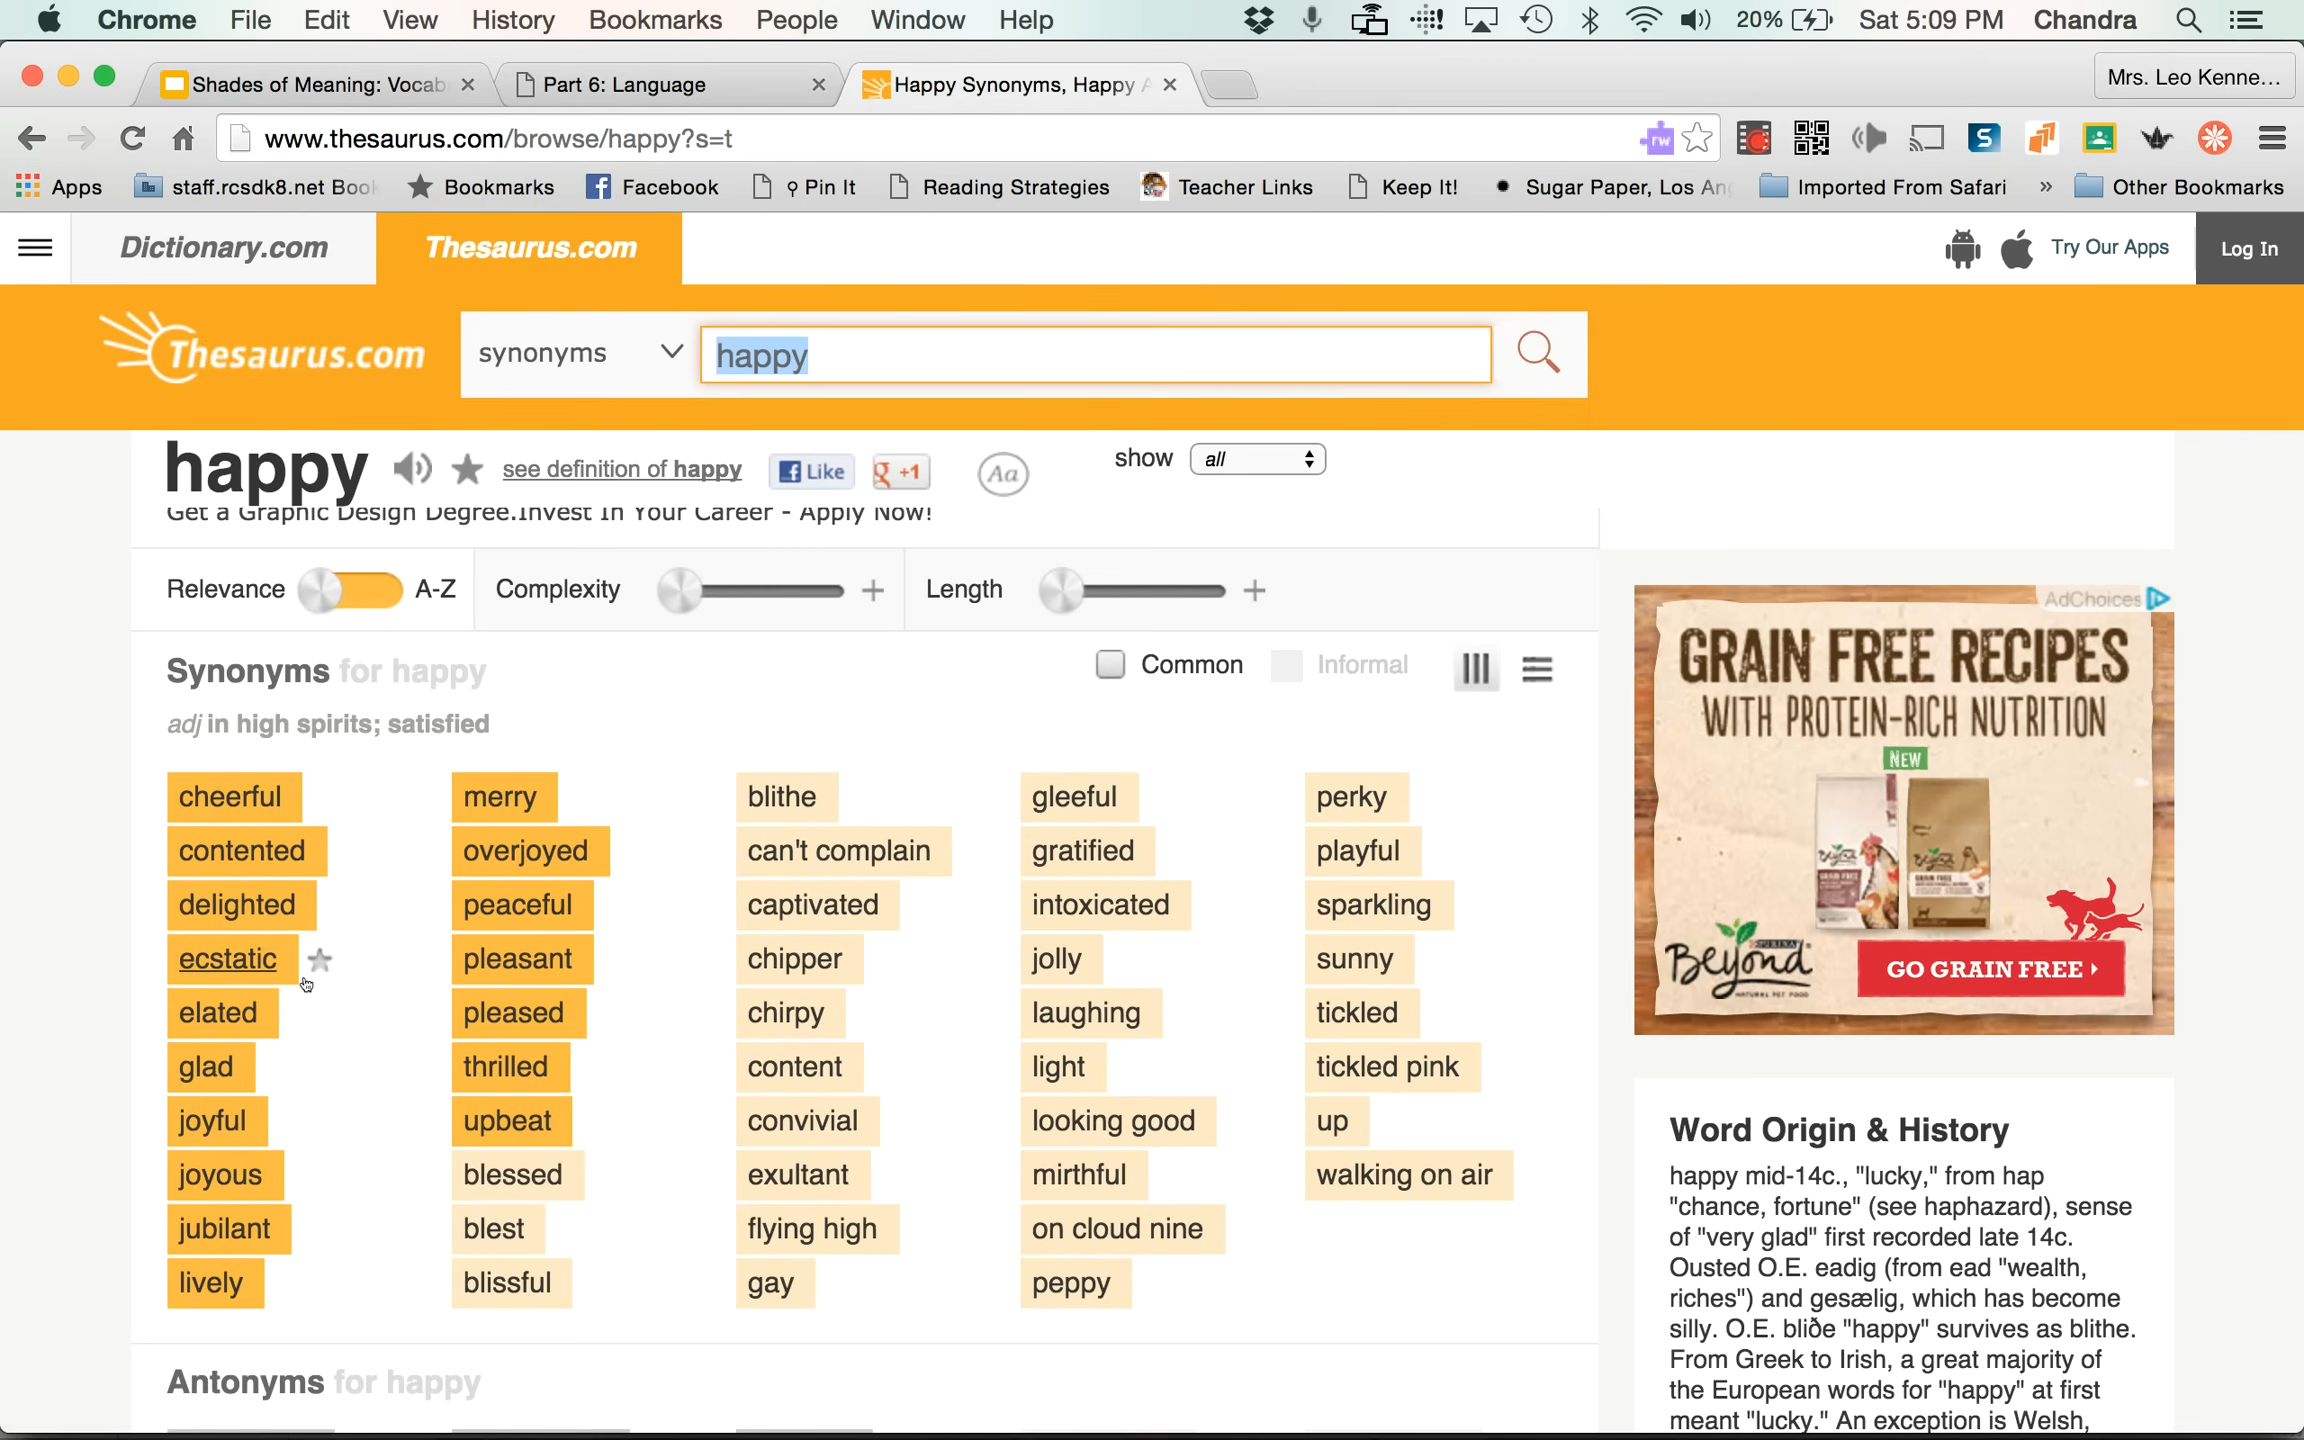 Chrome File Edit View History Bookmarks People Window Help 20% Sat 5:09 PM Chandra
Shades of Meaning: Vocab Part 6: Language Happy Synonyms, Happy A Mrs. Leo Kenne...
www.thesaurus.com/browse/happy?s=t rw
Apps staff.rcsdk8.net Book Bookmarks Facebook Pin It Reading Strategies Teacher Links Keep It! Sugar Paper, Los An Imported From Safari » Other Bookmarks
Dictionary.com Thesaurus.com Try Our Apps Log In
Thesaurus.com synonyms happy
happy see definition of happy Like g +1 Aa show all
Get a Graphic Design Degree.Invest In Your Career - Apply Now!
Relevance A-Z Complexity + Length +
Synonyms for happy Common Informal
adj in high spirits; satisfied
cheerful merry blithe gleeful perky
contented overjoyed can't complain gratified playful
delighted peaceful captivated intoxicated sparkling
ecstatic pleasant chipper jolly sunny
elated pleased chirpy laughing tickled
glad thrilled content light tickled pink
joyful upbeat convivial looking good up
joyous blessed exultant mirthful walking on air
jubilant blest flying high on cloud nine
lively blissful gay peppy
Antonyms for happy
AdChoices
GRAIN FREE RECIPES
WITH PROTEIN-RICH NUTRITION
NEW
PURINA
Beyond
NATURAL PET FOOD
GO GRAIN FREE
Word Origin & History
happy mid-14c., "lucky," from hap
"chance, fortune" (see haphazard), sense
of "very glad" first recorded late 14c.
Ousted O.E. eadig (from ead "wealth,
riches") and gesælig, which has become
silly. O.E. bliðe "happy" survives as blithe.
From Greek to Irish, a great majority of
the European words for "happy" at first
meant "lucky." An exception is Welsh,